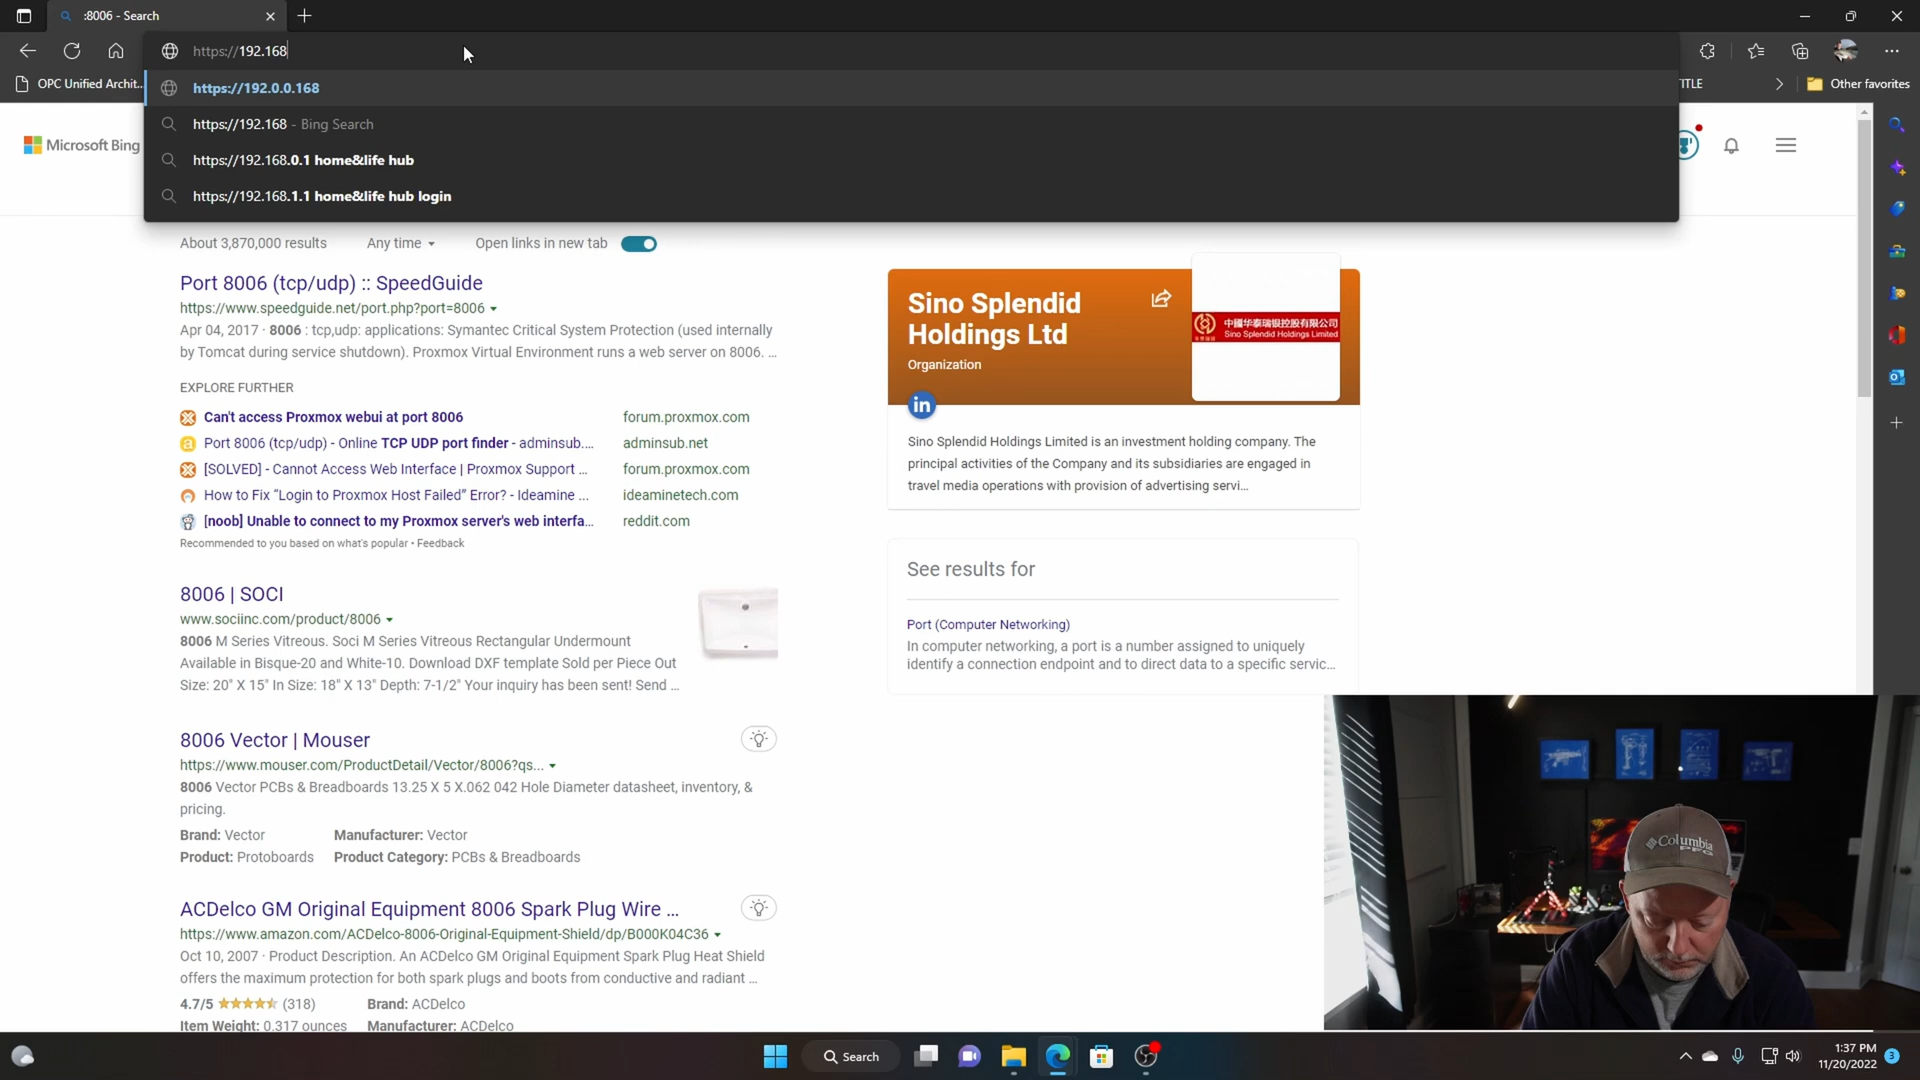 :8006 - Search
https://192.168
OPC Unified Archit...
TITLE
Other favorites
https://192.0.0.168
https://192.168 - Bing Search
https://192.168.0.1 home&life hub
https://192.168.1.1 home&life hub login
Microsoft Bing
About 3,870,000 results
Any time
Open links in new tab
Port 8006 (tcp/udp) :: SpeedGuide
https://www.speedguide.net/port.php?port=8006
Apr 04, 2017 · 8006 : tcp,udp: applications: Symantec Critical System Protection (used internally
by Tomcat during service shutdown). Proxmox Virtual Environment runs a web server on 8006. ...
EXPLORE FURTHER
Can't access Proxmox webui at port 8006
forum.proxmox.com
Port 8006 (tcp/udp) - Online TCP UDP port finder - adminsub....
adminsub.net
[SOLVED] - Cannot Access Web Interface | Proxmox Support ...
forum.proxmox.com
How to Fix “Login to Proxmox Host Failed” Error? - Ideamine ...
ideaminetech.com
[noob] Unable to connect to my Proxmox server's web interfa...
reddit.com
Recommended to you based on what's popular • Feedback
8006 | SOCI
www.sociinc.com/product/8006
8006 M Series Vitreous. Soci M Series Vitreous Rectangular Undermount
Available in Bisque-20 and White-10. Download DXF template Sold per Piece Out
Size: 20" X 15" In Size: 18" X 13" Depth: 7-1/2" Your inquiry has been sent! Send ...
8006 Vector | Mouser
https://www.mouser.com/ProductDetail/Vector/8006?qs...
8006 Vector PCBs & Breadboards 13.25 X 5 X.062 042 Hole Diameter datasheet, inventory, &
pricing.
Brand: Vector
Manufacturer: Vector
Product: Protoboards
Product Category: PCBs & Breadboards
ACDelco GM Original Equipment 8006 Spark Plug Wire ...
https://www.amazon.com/ACDelco-8006-Original-Equipment-Shield/dp/B000K04C36
Oct 10, 2007 · Product Description. An ACDelco GM Original Equipment Spark Plug Heat Shield
offers the maximum protection for both spark plugs and boots from conductive and radiant ...
4.7/5
(318)
Brand: ACDelco
Item Weight: 0.317 ounces
Manufacturer: ACDelco
Sino Splendid
Holdings Ltd
Organization
中國华泰瑞银控股有限公司
Sino Splendid Holdings Limited
in
Sino Splendid Holdings Limited is an investment holding company. The
principal activities of the Company and its subsidiaries are engaged in
travel media operations with provision of advertising servi...
See results for
Port (Computer Networking)
In computer networking, a port is a number assigned to uniquely
identify a connection endpoint and to direct data to a specific servic...
Columbia
PFG
Search
1:37 PM
11/20/2022
3